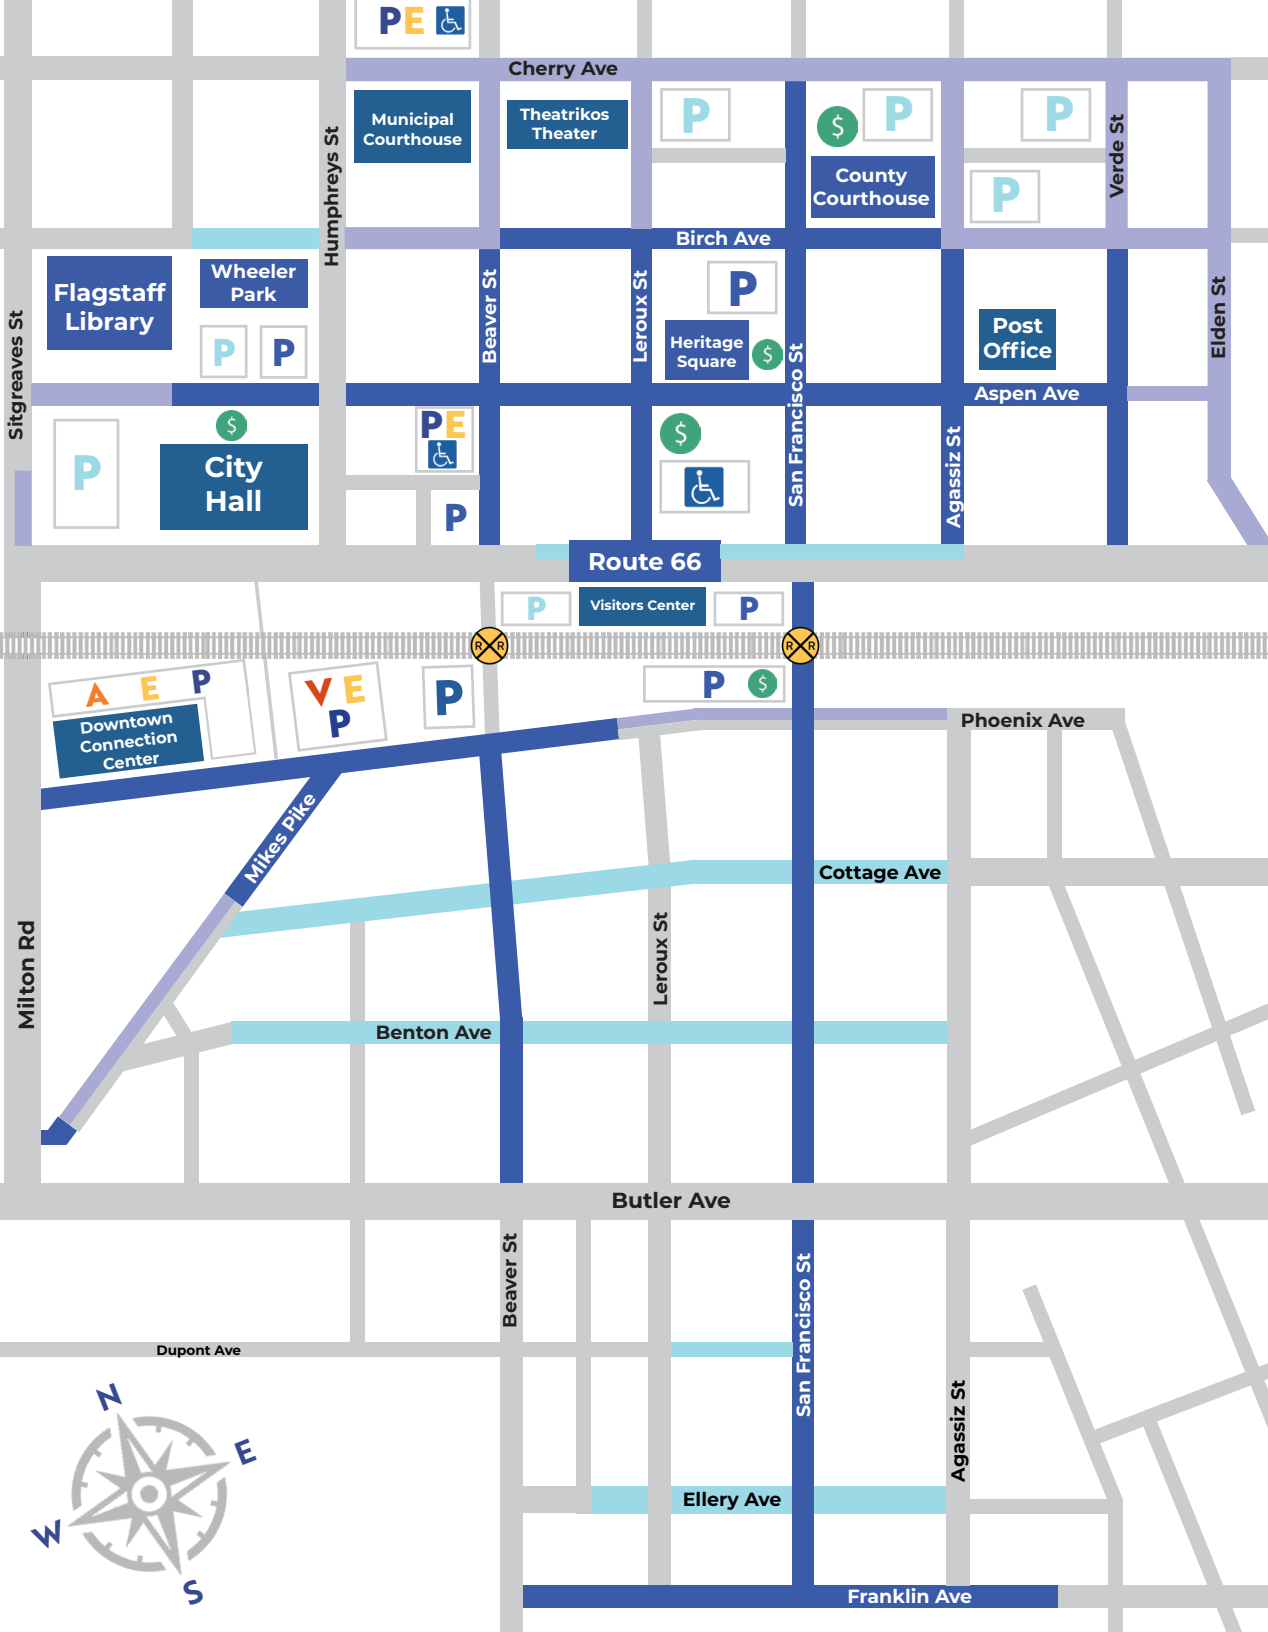 P E
Cherry Ave
Municipal
Courthouse
Theatrikos
Theater
P
$
P
P
Humphreys St
Verde St
County
Courthouse
P
Birch Ave
Flagstaff
Library
Wheeler
Park
P
P
Sitgreaves St
Beaver St
Leroux St
P
Heritage
Square
$
San Francisco St
Post
Office
Elden St
Aspen Ave
P
$
City
Hall
P E
P
$
Agassiz St
Route 66
P
Visitors Center
P
R R
R R
A E P
Downtown
Connection
Center
V E
P
P
P $
Phoenix Ave
Mikes Pike
Cottage Ave
Milton Rd
Leroux St
Benton Ave
Butler Ave
Beaver St
San Francisco St
Dupont Ave
Agassiz St
N
E
W
S
Ellery Ave
Franklin Ave